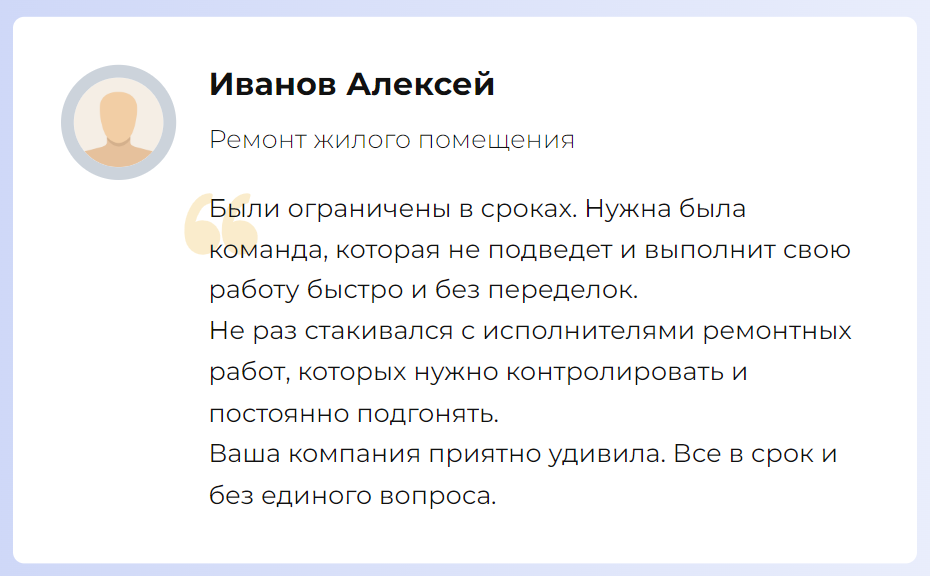 Иванов Алексей
Ремонт жилого помещения
Были ограничены в сроках. Нужна была
команда, которая не подведет и выполнит свою
работу быстро и без переделок.
Не раз стакивался с исполнителями ремонтных
работ, которых нужно контролировать и
постоянно подгонять.
Ваша компания приятно удивила. Все в срок и
без единого вопроса.